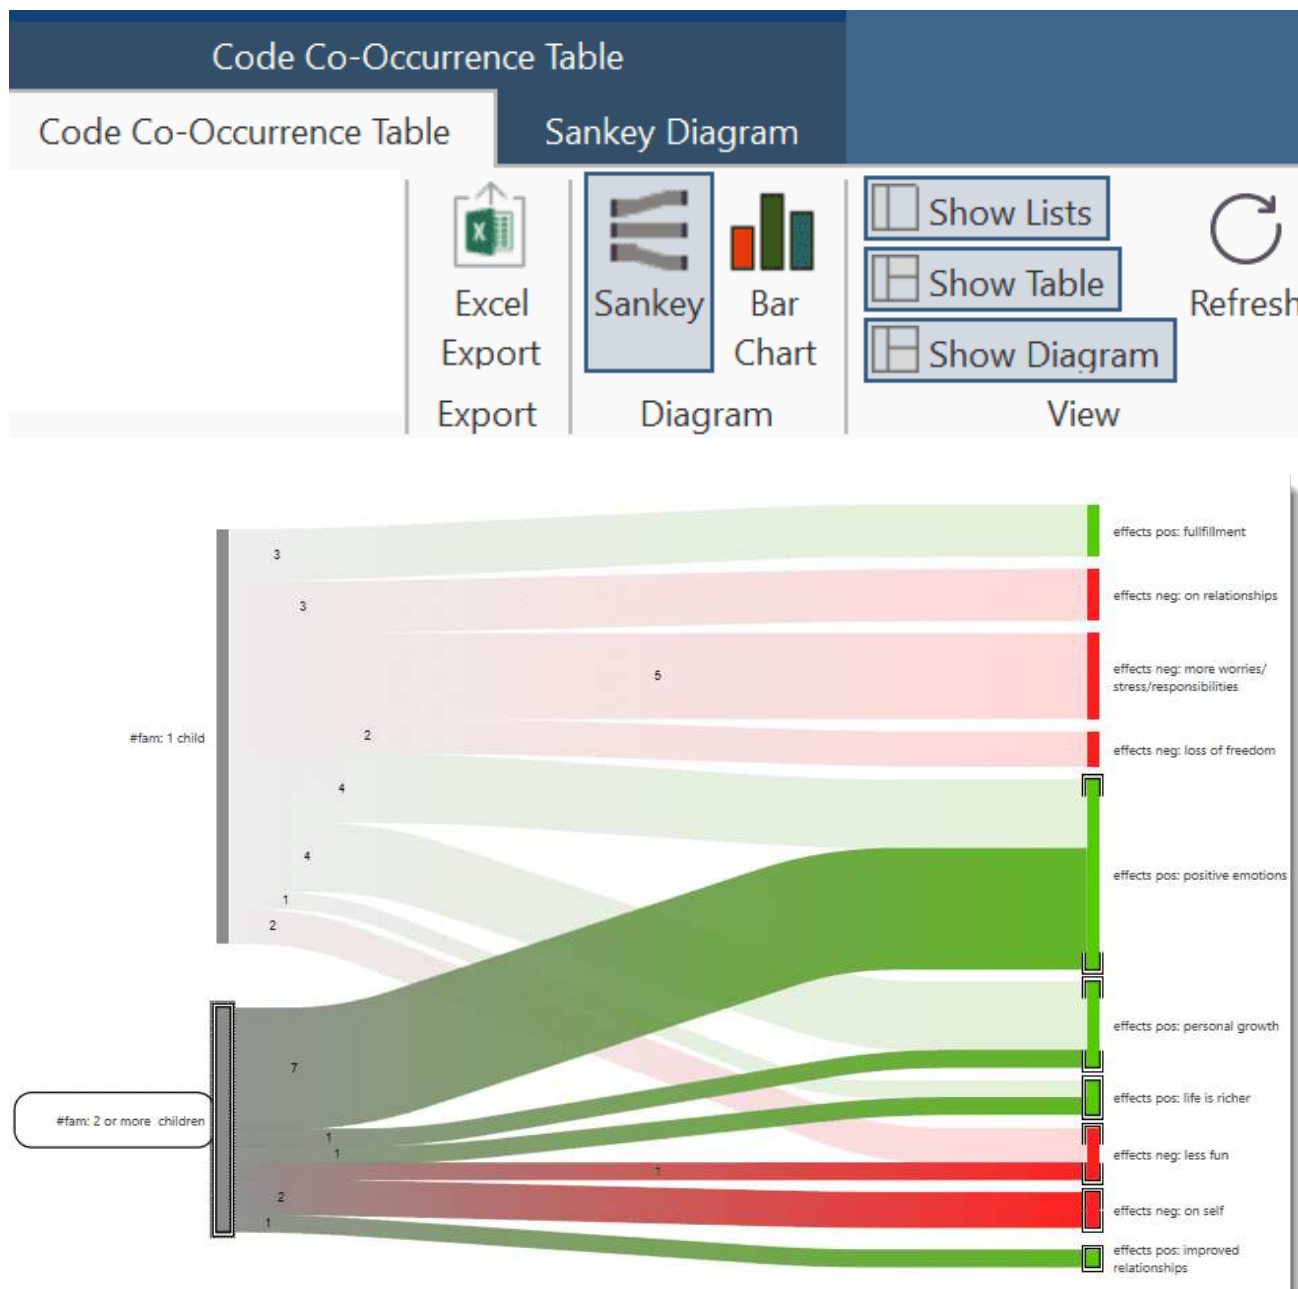 Code Co-Occurrence Table
Code Co-Occurrence Table
Sankey Diagram
Excel
Export
Export
Sankey
Bar
Chart
Diagram
Show Lists
Show Table
Show Diagram
View
Refresh
3
effects pos: fullfillment
3
effects neg: on relationships
5
effects neg: more worries/
stress/responsibilities
#fam: 1 child
2
effects neg: loss of freedom
4
4
effects pos: positive emotions
1
2
effects pos: personal growth
7
effects pos: life is richer
#fam: 2 or more children
1
1
effects neg: less fun
1
2
effects neg: on self
1
effects pos: improved
relationships